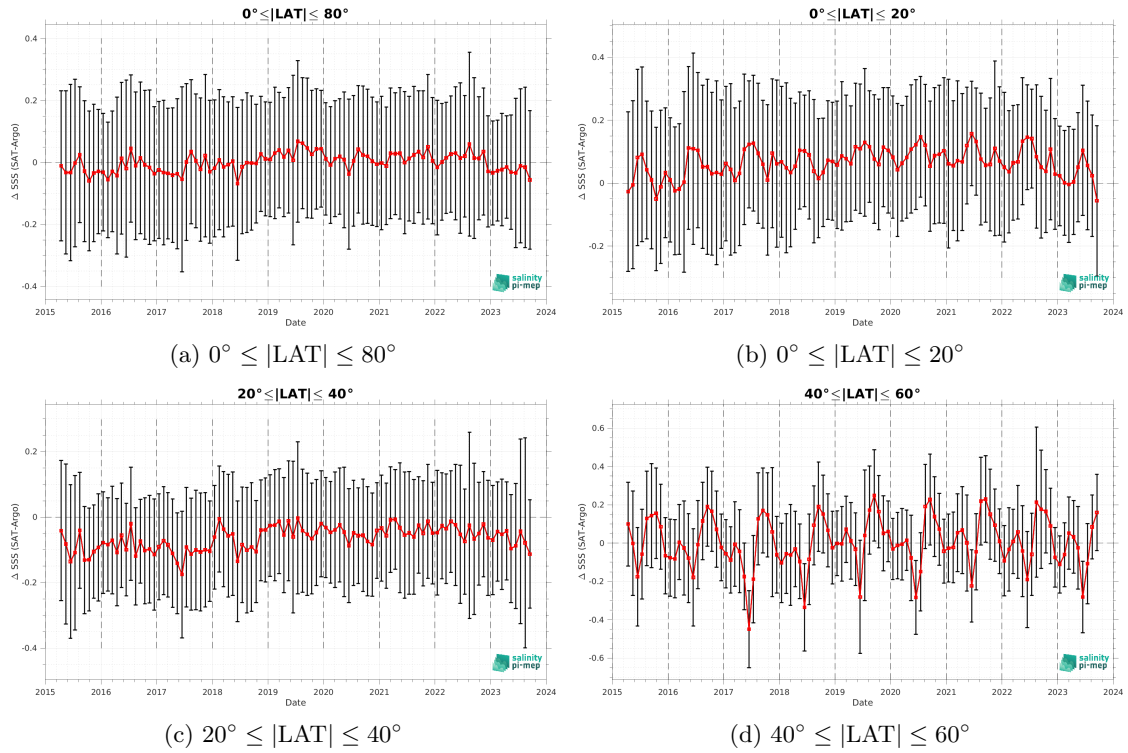 0°≤|LAT|≤ 80°
Δ SSS (SAT-Argo)
0.4
0.2
0
-0.2
-0.4
2015 2016 2017 2018 2019 2020 2021 2022 2023 2024
Date
salinity
pi-mep
(a) 0° ≤ |LAT| ≤ 80°
0°≤|LAT|≤ 20°
Δ SSS (SAT-Argo)
0.4
0.2
0
-0.2
2015 2016 2017 2018 2019 2020 2021 2022 2023 2024
Date
salinity
pi-mep
(b) 0° ≤ |LAT| ≤ 20°
20°≤|LAT|≤ 40°
Δ SSS (SAT-Argo)
0.2
0
-0.2
-0.4
2015 2016 2017 2018 2019 2020 2021 2022 2023 2024
Date
salinity
pi-mep
(c) 20° ≤ |LAT| ≤ 40°
40°≤|LAT|≤ 60°
Δ SSS (SAT-Argo)
0.6
0.4
0.2
0
-0.2
-0.4
-0.6
2015 2016 2017 2018 2019 2020 2021 2022 2023 2024
Date
salinity
pi-mep
(d) 40° ≤ |LAT| ≤ 60°